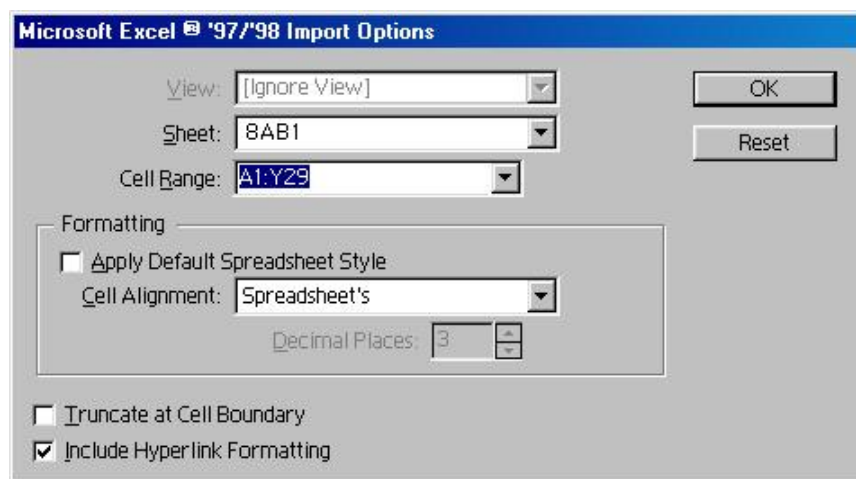 Microsoft Excel ® '97/'98 Import Options
View: [Ignore View] OK
Sheet: 8AB1 Reset
Cell Range: A1:Y29
Formatting
Apply Default Spreadsheet Style
Cell Alignment: Spreadsheet's
Decimal Places: 3
Truncate at Cell Boundary
Include Hyperlink Formatting